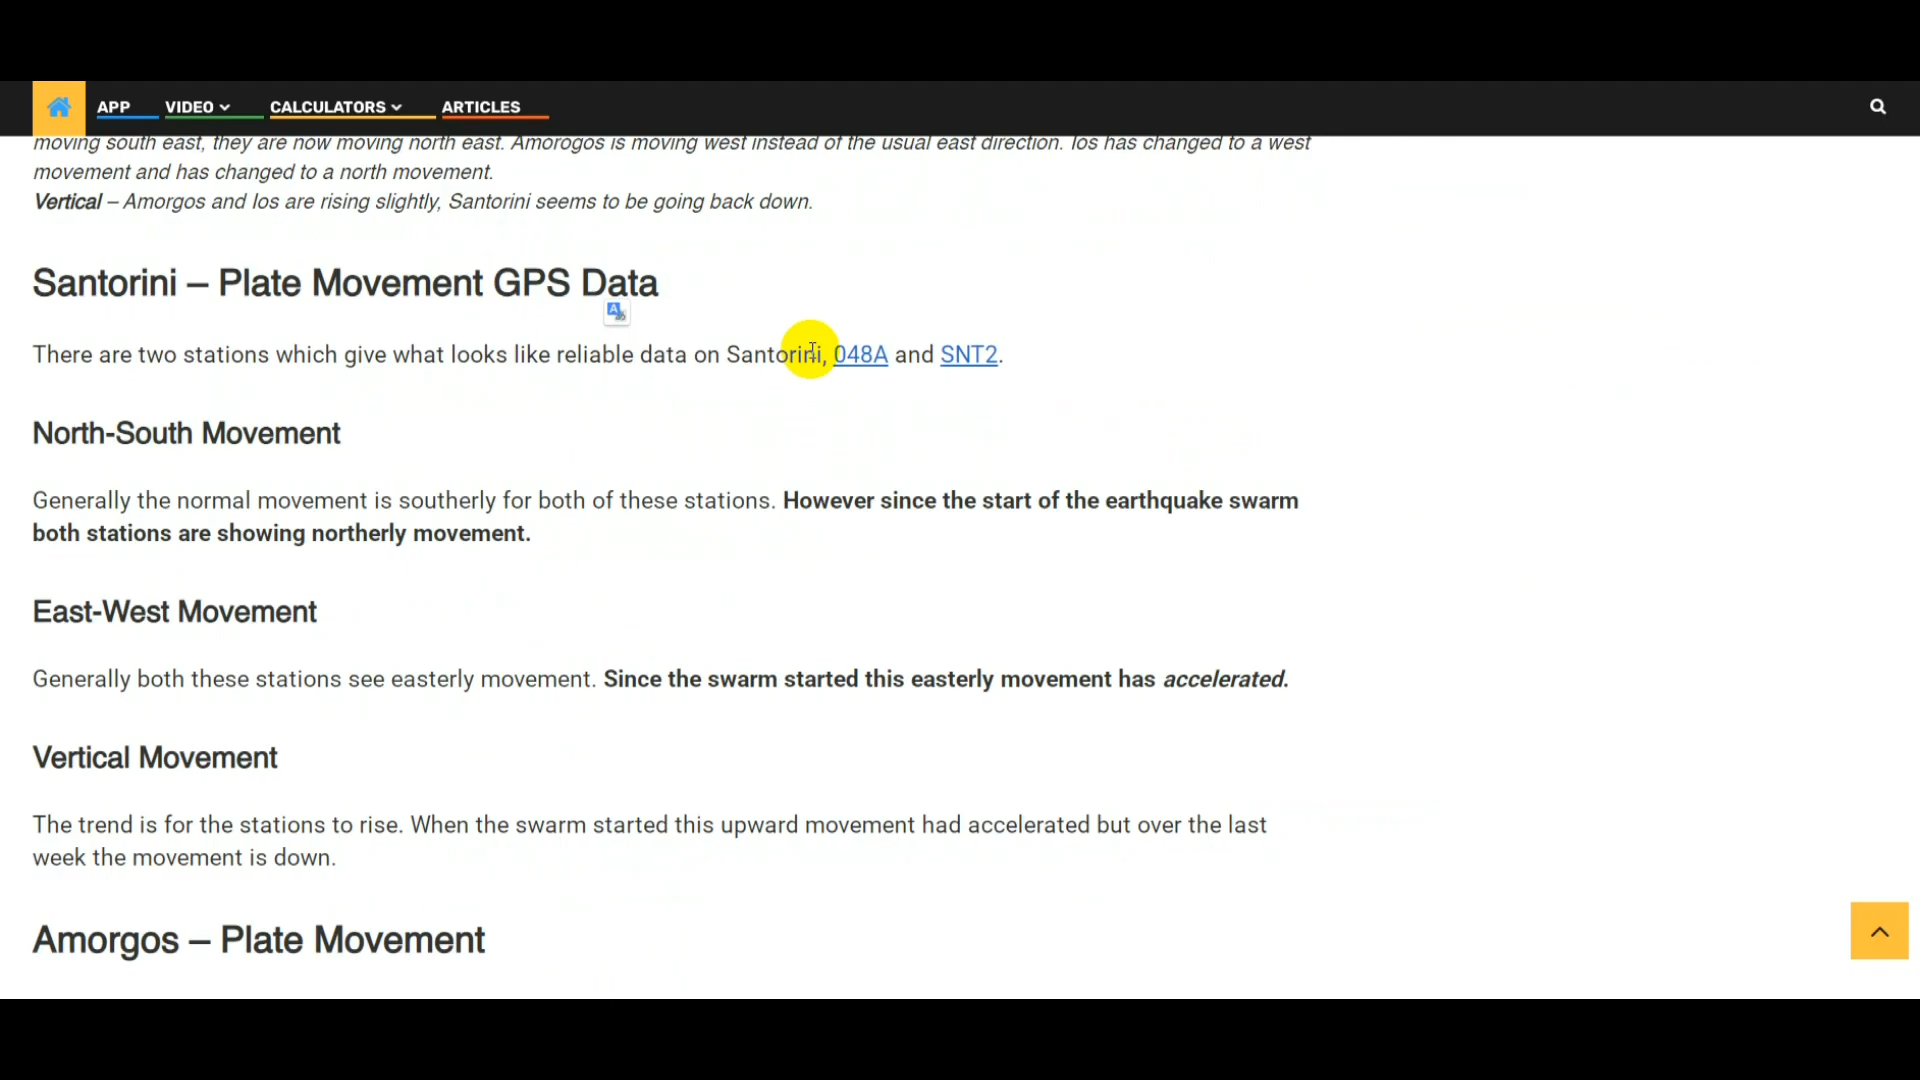 APP VIDEO CALCULATORS ARTICLES
moving south east, they are now moving north east. Amorogos is moving west instead of the usual east direction. Ios has changed to a west
movement and has changed to a north movement.
Vertical – Amorgos and Ios are rising slightly, Santorini seems to be going back down.
Santorini – Plate Movement GPS Data
There are two stations which give what looks like reliable data on Santorini, 048A and SNT2.
North-South Movement
Generally the normal movement is southerly for both of these stations. However since the start of the earthquake swarm
both stations are showing northerly movement.
East-West Movement
Generally both these stations see easterly movement. Since the swarm started this easterly movement has accelerated.
Vertical Movement
The trend is for the stations to rise. When the swarm started this upward movement had accelerated but over the last
week the movement is down.
Amorgos – Plate Movement